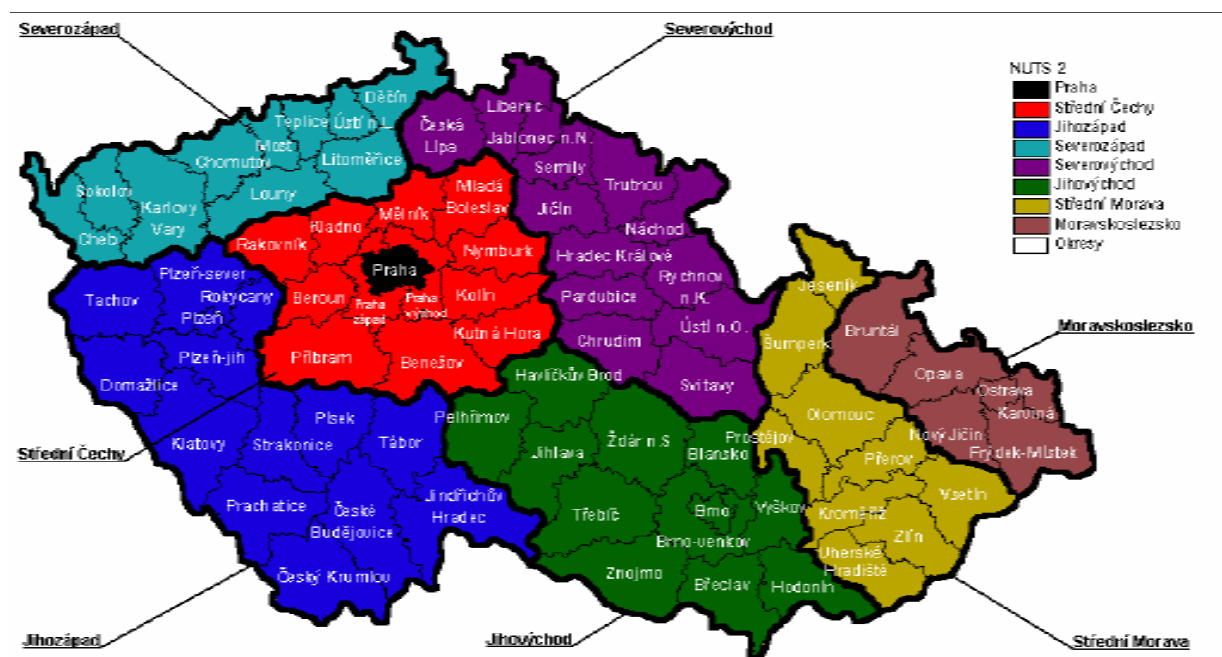 Severozápad
Severovýchod
NUTS 2
Praha
Střední Čechy
Jihozápad
Severozápad
Severovýchod
Jihovýchod
Střední Morava
Moravskoslezsko
Okresy
Děčín
Teplice
Ústí n.L.
Most
Chomutov
Litoměřice
Louny
Sokolov
Karlovy
Vary
Cheb
Liberec
Česká
Lípa
Jablonec n.N.
Semily
Trutnov
Jičín
Náchod
Hradec Králové
Rychnov
n.K.
Pardubice
Ústí n.O.
Chrudim
Svitavy
Mladá
Boleslav
Mělník
Kladno
Rakovník
Nymburk
Praha
Beroun
Praha
západ
Praha
východ
Kolín
Kutná Hora
Příbram
Benešov
Plzeň-sever
Tachov
Rokycany
Plzeň
Plzeň-jih
Domažlice
Klatovy
Písek
Strakonice
Tábor
Prachatice
České
Budějovice
Jindřichův
Hradec
Český Krumlov
Havlíčkův Brod
Pelhřimov
Jihlava
Ždár n.S
Blansko
Třebíč
Brno
Vyškov
Brno-venkov
Znojmo
Břeclav
Hodonín
Jeseník
Šumperk
Olomouc
Prostějov
Přerov
Kroměříž
Vsetín
Zlín
Uherské
Hradiště
Bruntál
Opava
Ostrava
Karviná
Nový Jičín
Frýdek-Místek
Moravskoslezsko
Střední Čechy
Jihozápad
Jihovýchod
Střední Morava